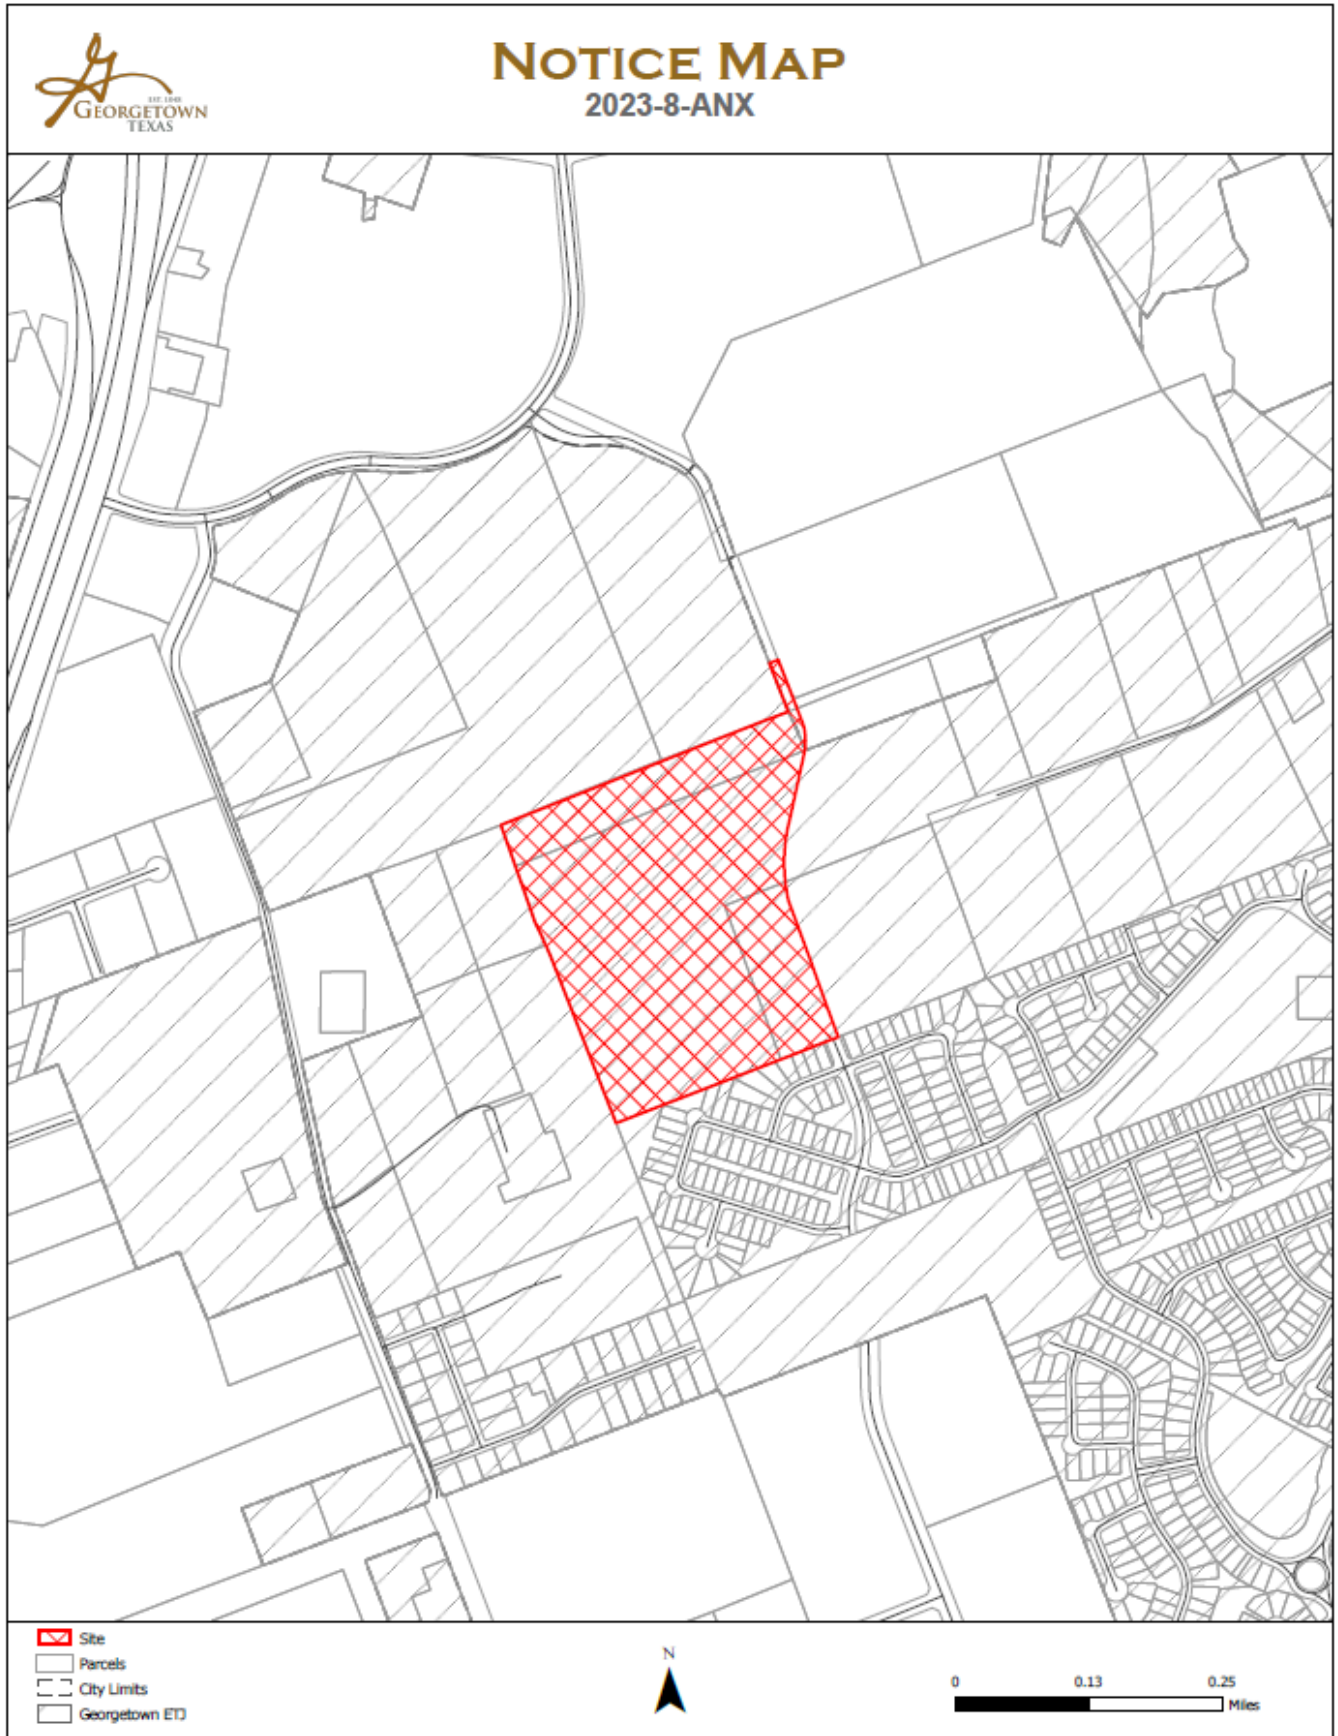 NOTICE MAP
2023-8-ANX
EST. 1848
GEORGETOWN
TEXAS
Site
Parcels
City Limits
Georgetown ETJ
N
0 0.13 0.25
Miles